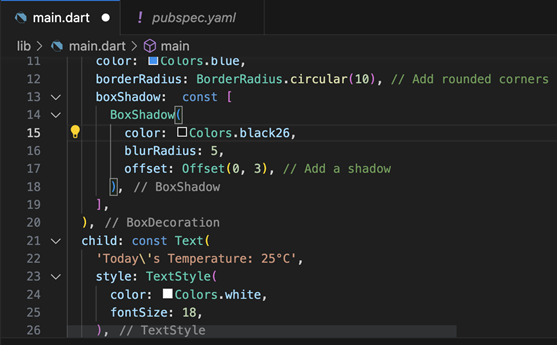 main.dart
! pubspec.yaml
lib > main.dart > main
11 color: Colors.blue,
12 borderRadius: BorderRadius.circular(10), // Add rounded corners
13 boxShadow:  const [
14 BoxShadow(
15 color: Colors.black26,
16 blurRadius: 5,
17 offset: Offset(0, 3), // Add a shadow
18 ), // BoxShadow
19 ],
20 ), // BoxDecoration
21 child: const Text(
22 'Today\'s Temperature: 25°C',
23 style: TextStyle(
24 color: Colors.white,
25 fontSize: 18,
26 ), // TextStyle